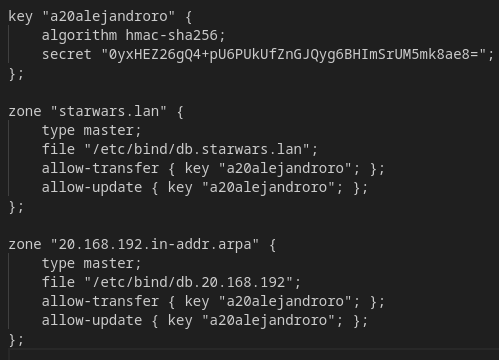 key "a20alejandroro" {
    algorithm hmac-sha256;
    secret "0yxHEZ26gQ4+pU6PUkUfZnGJQyg6BHImSrUM5mk8ae8=";
};

zone "starwars.lan" {
    type master;
    file "/etc/bind/db.starwars.lan";
    allow-transfer { key "a20alejandroro"; };
    allow-update { key "a20alejandroro"; };
};

zone "20.168.192.in-addr.arpa" {
    type master;
    file "/etc/bind/db.20.168.192";
    allow-transfer { key "a20alejandroro"; };
    allow-update { key "a20alejandroro"; };
};